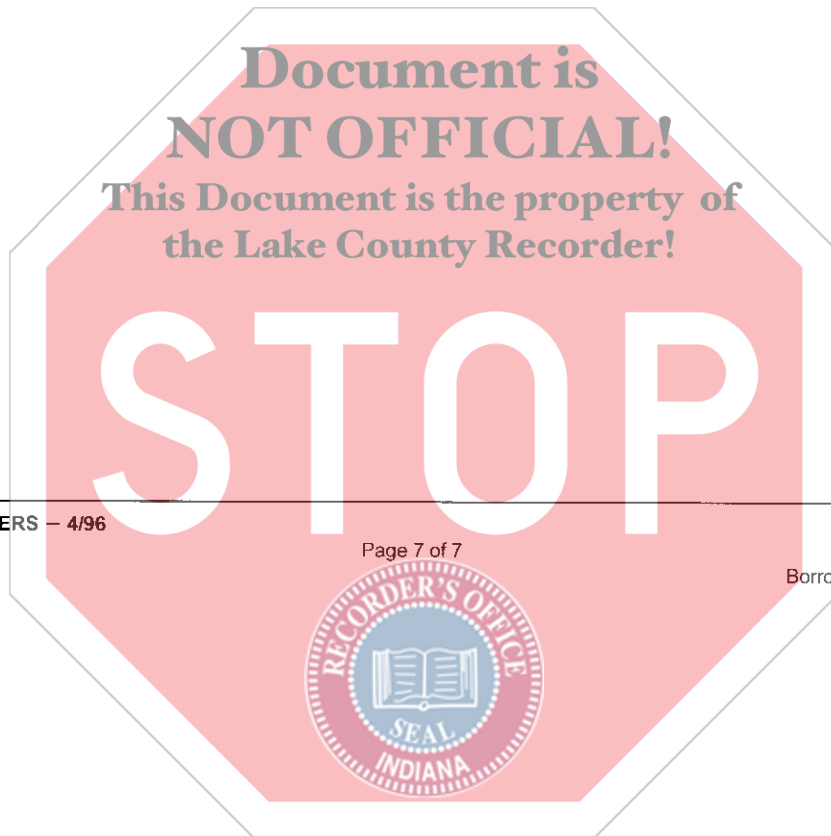 Document is
NOT OFFICIAL!
This Document is the property of
the Lake County Recorder!
STOP
ERS – 4/96
Page 7 of 7
Borro
RECORDER'S OFFICE
SEAL
INDIANA